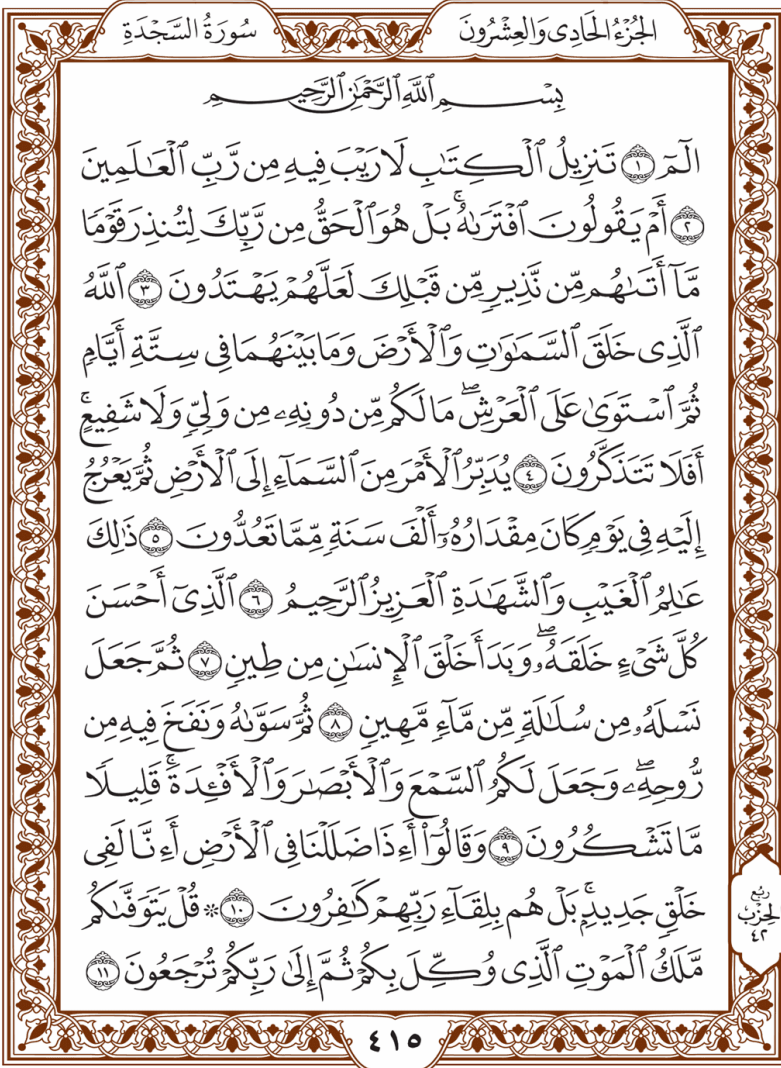 الجُزْءُ الحَادِى وَالعِشْرُونَ
سُورَةُ السَّجْدَةِ
بِسْمِ ٱللَّهِ ٱلرَّحْمَٰنِ ٱلرَّحِيمِ
الٓمٓ ١ تَنزِيلُ ٱلْكِتَٰبِ لَا رَيْبَ فِيهِ مِن رَّبِّ ٱلْعَٰلَمِينَ
٢ أَمْ يَقُولُونَ ٱفْتَرَىٰهُۚ بَلْ هُوَ ٱلْحَقُّ مِن رَّبِّكَ لِتُنذِرَ قَوْمًا
مَّآ أَتَىٰهُم مِّن نَّذِيرٍ مِّن قَبْلِكَ لَعَلَّهُمْ يَهْتَدُونَ ٣ ٱللَّهُ
ٱلَّذِى خَلَقَ ٱلسَّمَٰوَٰتِ وَٱلْأَرْضَ وَمَا بَيْنَهُمَا فِى سِتَّةِ أَيَّامٍ
ثُمَّ ٱسْتَوَىٰ عَلَى ٱلْعَرْشِۖ مَا لَكُم مِّن دُونِهِۦ مِن وَلِىٍّ وَلَا شَفِيعٍۚ
أَفَلَا تَتَذَكَّرُونَ ٤ يُدَبِّرُ ٱلْأَمْرَ مِنَ ٱلسَّمَآءِ إِلَى ٱلْأَرْضِ ثُمَّ يَعْرُجُ
إِلَيْهِ فِى يَوْمٍ كَانَ مِقْدَارُهُۥٓ أَلْفَ سَنَةٍ مِّمَّا تَعُدُّونَ ٥ ذَٰلِكَ
عَٰلِمُ ٱلْغَيْبِ وَٱلشَّهَٰدَةِ ٱلْعَزِيزُ ٱلرَّحِيمُ ٦ ٱلَّذِىٓ أَحْسَنَ
كُلَّ شَىْءٍ خَلَقَهُۥۖ وَبَدَأَ خَلْقَ ٱلْإِنسَٰنِ مِن طِينٍ ٧ ثُمَّ جَعَلَ
نَسْلَهُۥ مِن سُلَٰلَةٍ مِّن مَّآءٍ مَّهِينٍ ٨ ثُمَّ سَوَّىٰهُ وَنَفَخَ فِيهِ مِن
رُّوحِهِۦۖ وَجَعَلَ لَكُمُ ٱلسَّمْعَ وَٱلْأَبْصَٰرَ وَٱلْأَفْـِٔدَةَۚ قَلِيلًا
مَّا تَشْكُرُونَ ٩ وَقَالُوٓا۟ أَءِذَا ضَلَلْنَا فِى ٱلْأَرْضِ أَءِنَّا لَفِى
خَلْقٍ جَدِيدٍۭۚ بَلْ هُم بِلِقَآءِ رَبِّهِمْ كَٰفِرُونَ ١٠ ۞ قُلْ يَتَوَفَّىٰكُم
مَّلَكُ ٱلْمَوْتِ ٱلَّذِى وُكِّلَ بِكُمْ ثُمَّ إِلَىٰ رَبِّكُمْ تُرْجَعُونَ ١١
رُبع
الحِزْب
٤٢
٤١٥